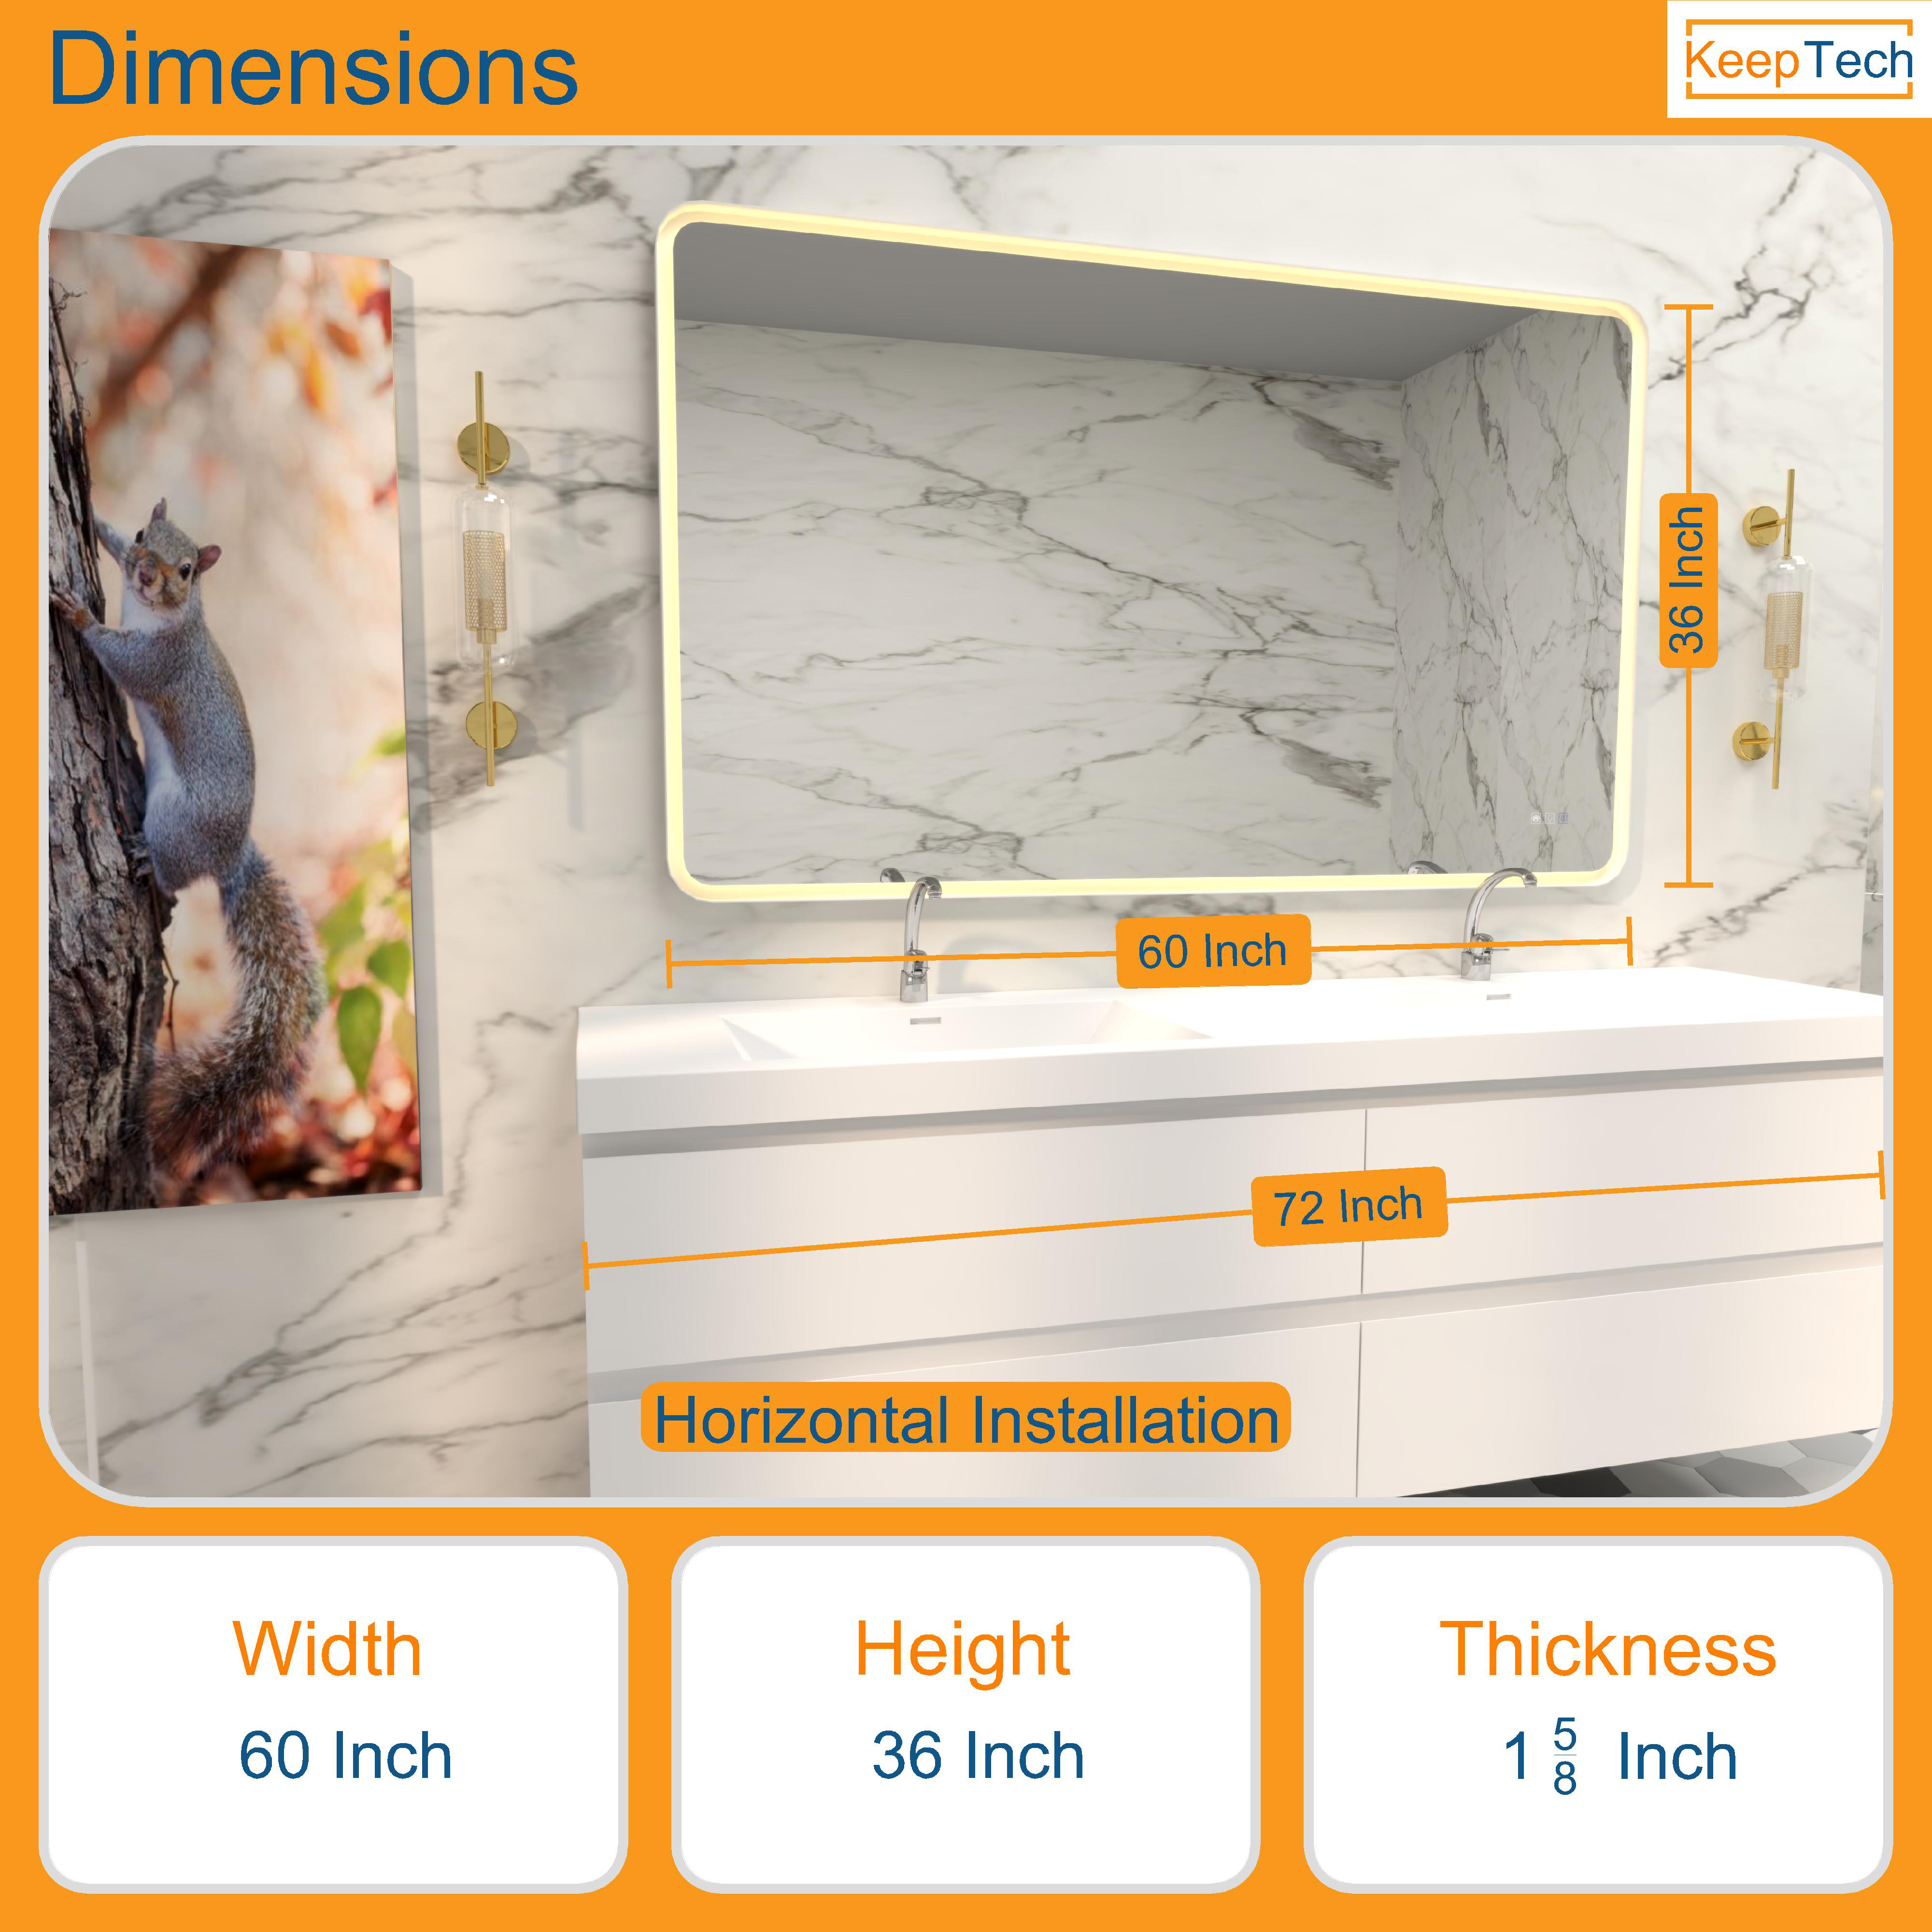 Dimensions
KeepTech
36 Inch
60 Inch
72 Inch
Horizontal Installation
Width
60 Inch
Height
36 Inch
Thickness
1 5/8 Inch